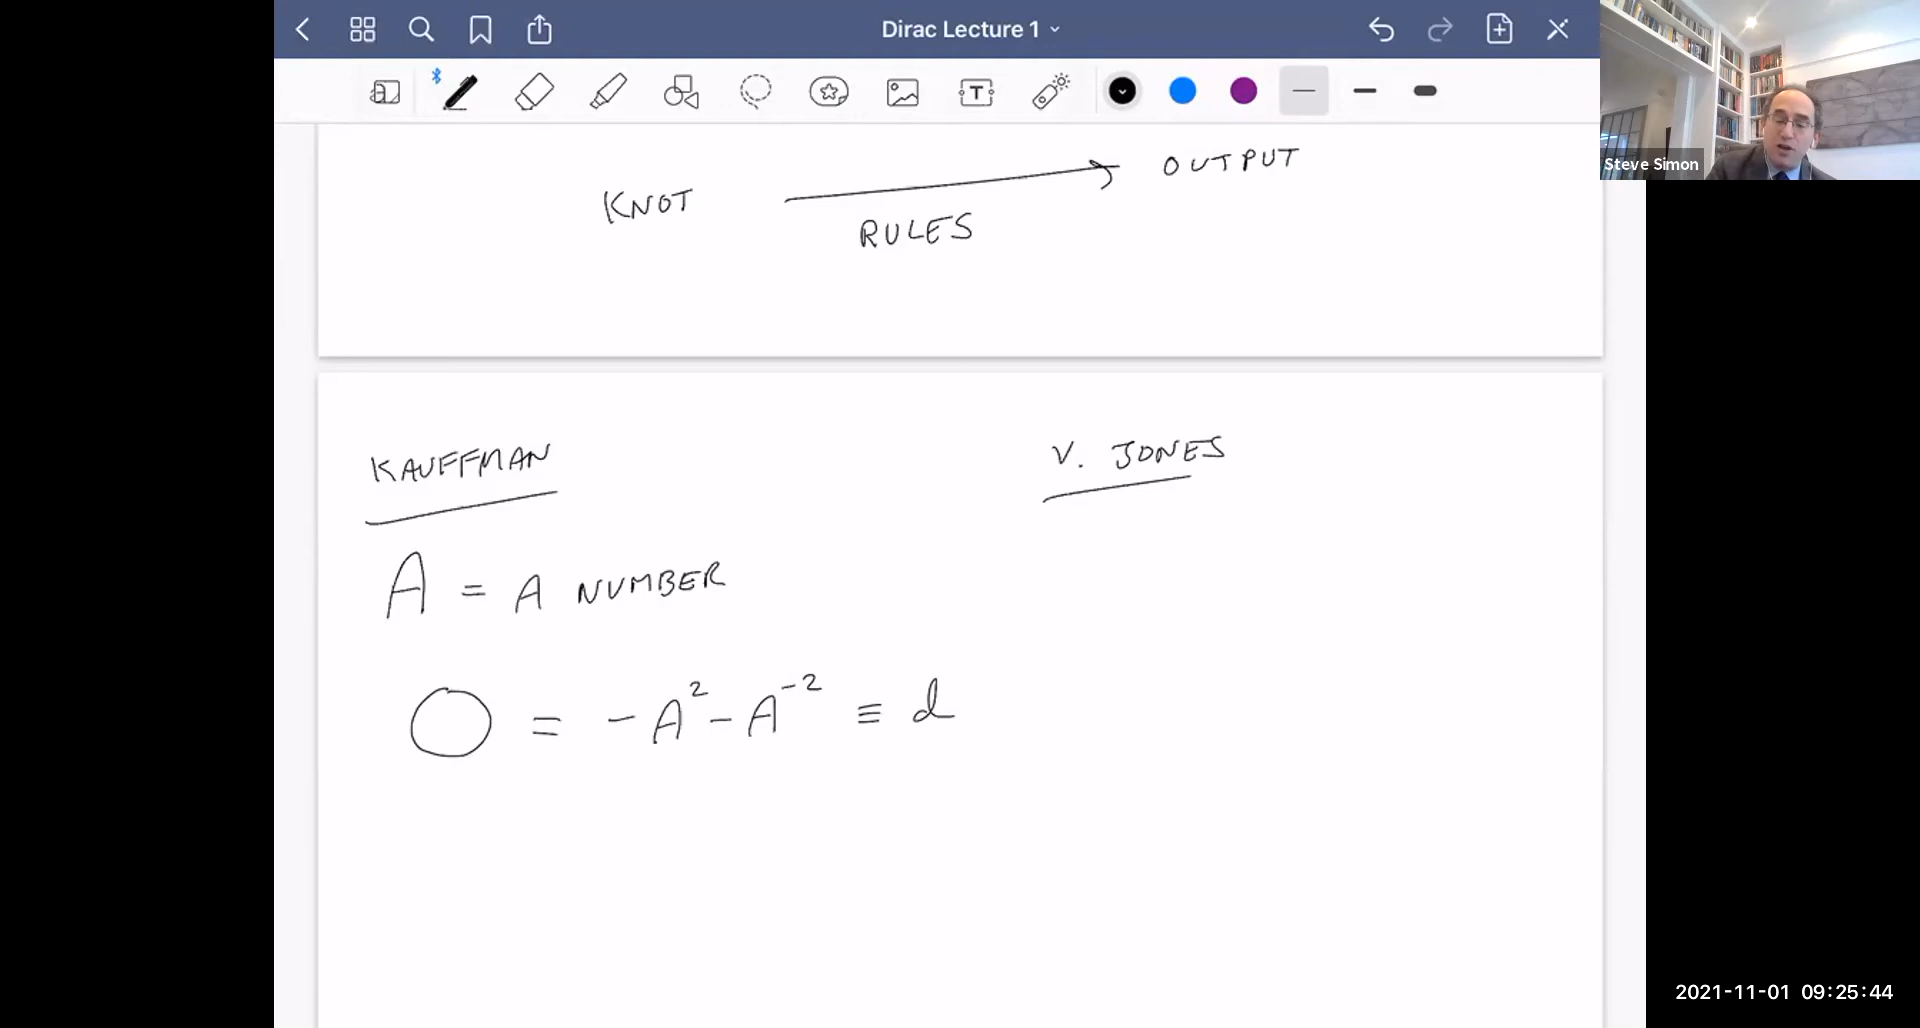 Dirac Lecture 1
Steve Simon
KNOT
RULES
OUTPUT
KAUFFMAN
V. JONES
A = A NUMBER
O = -A² - A⁻² ≡ d
2021-11-01 09:25:44